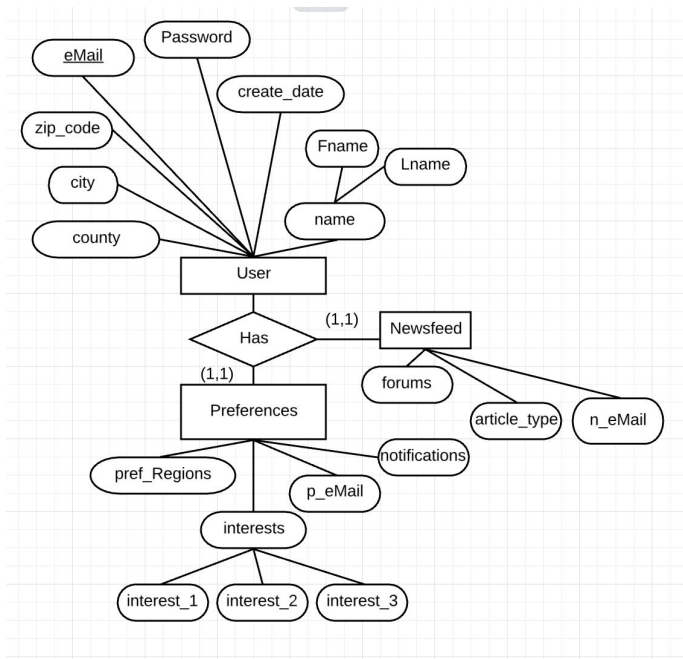 Password
eMail
create_date
zip_code
Fname
Lname
city
name
county
User
(1,1)
Newsfeed
Has
(1,1)
forums
Preferences
article_type
n_eMail
notifications
pref_Regions
p_eMail
interests
interest_1
interest_2
interest_3